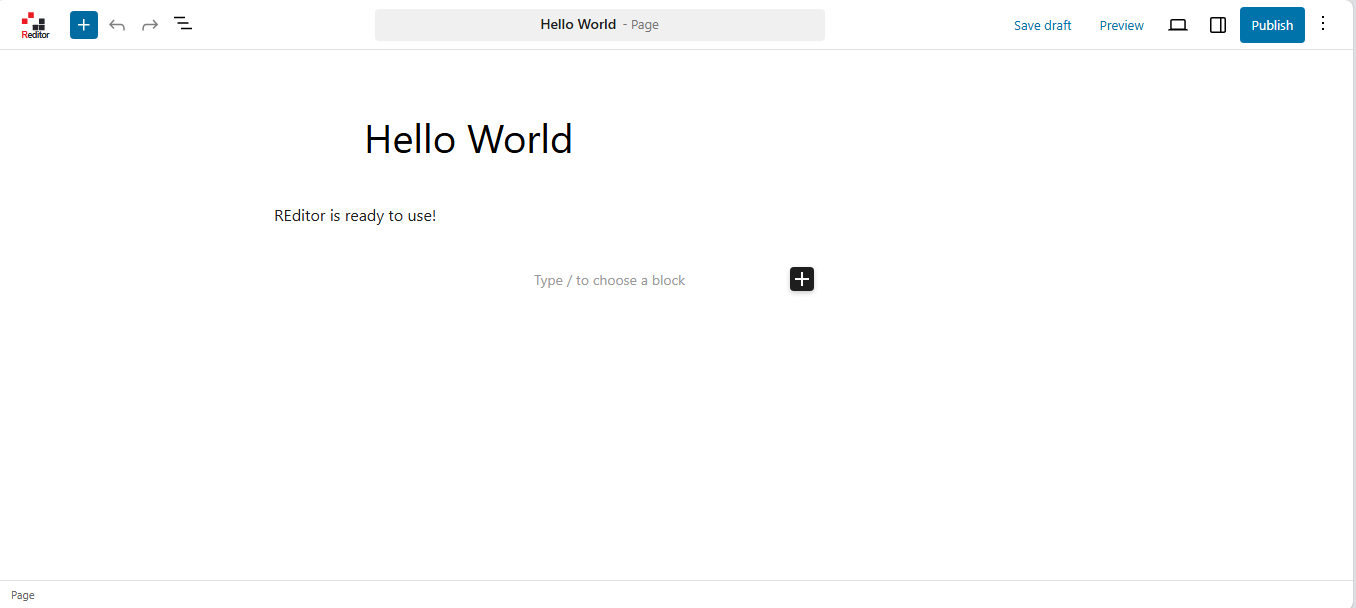 Reditor
Hello World - Page
Save draft
Preview
Publish
Hello World
REditor is ready to use!
Type / to choose a block
Page